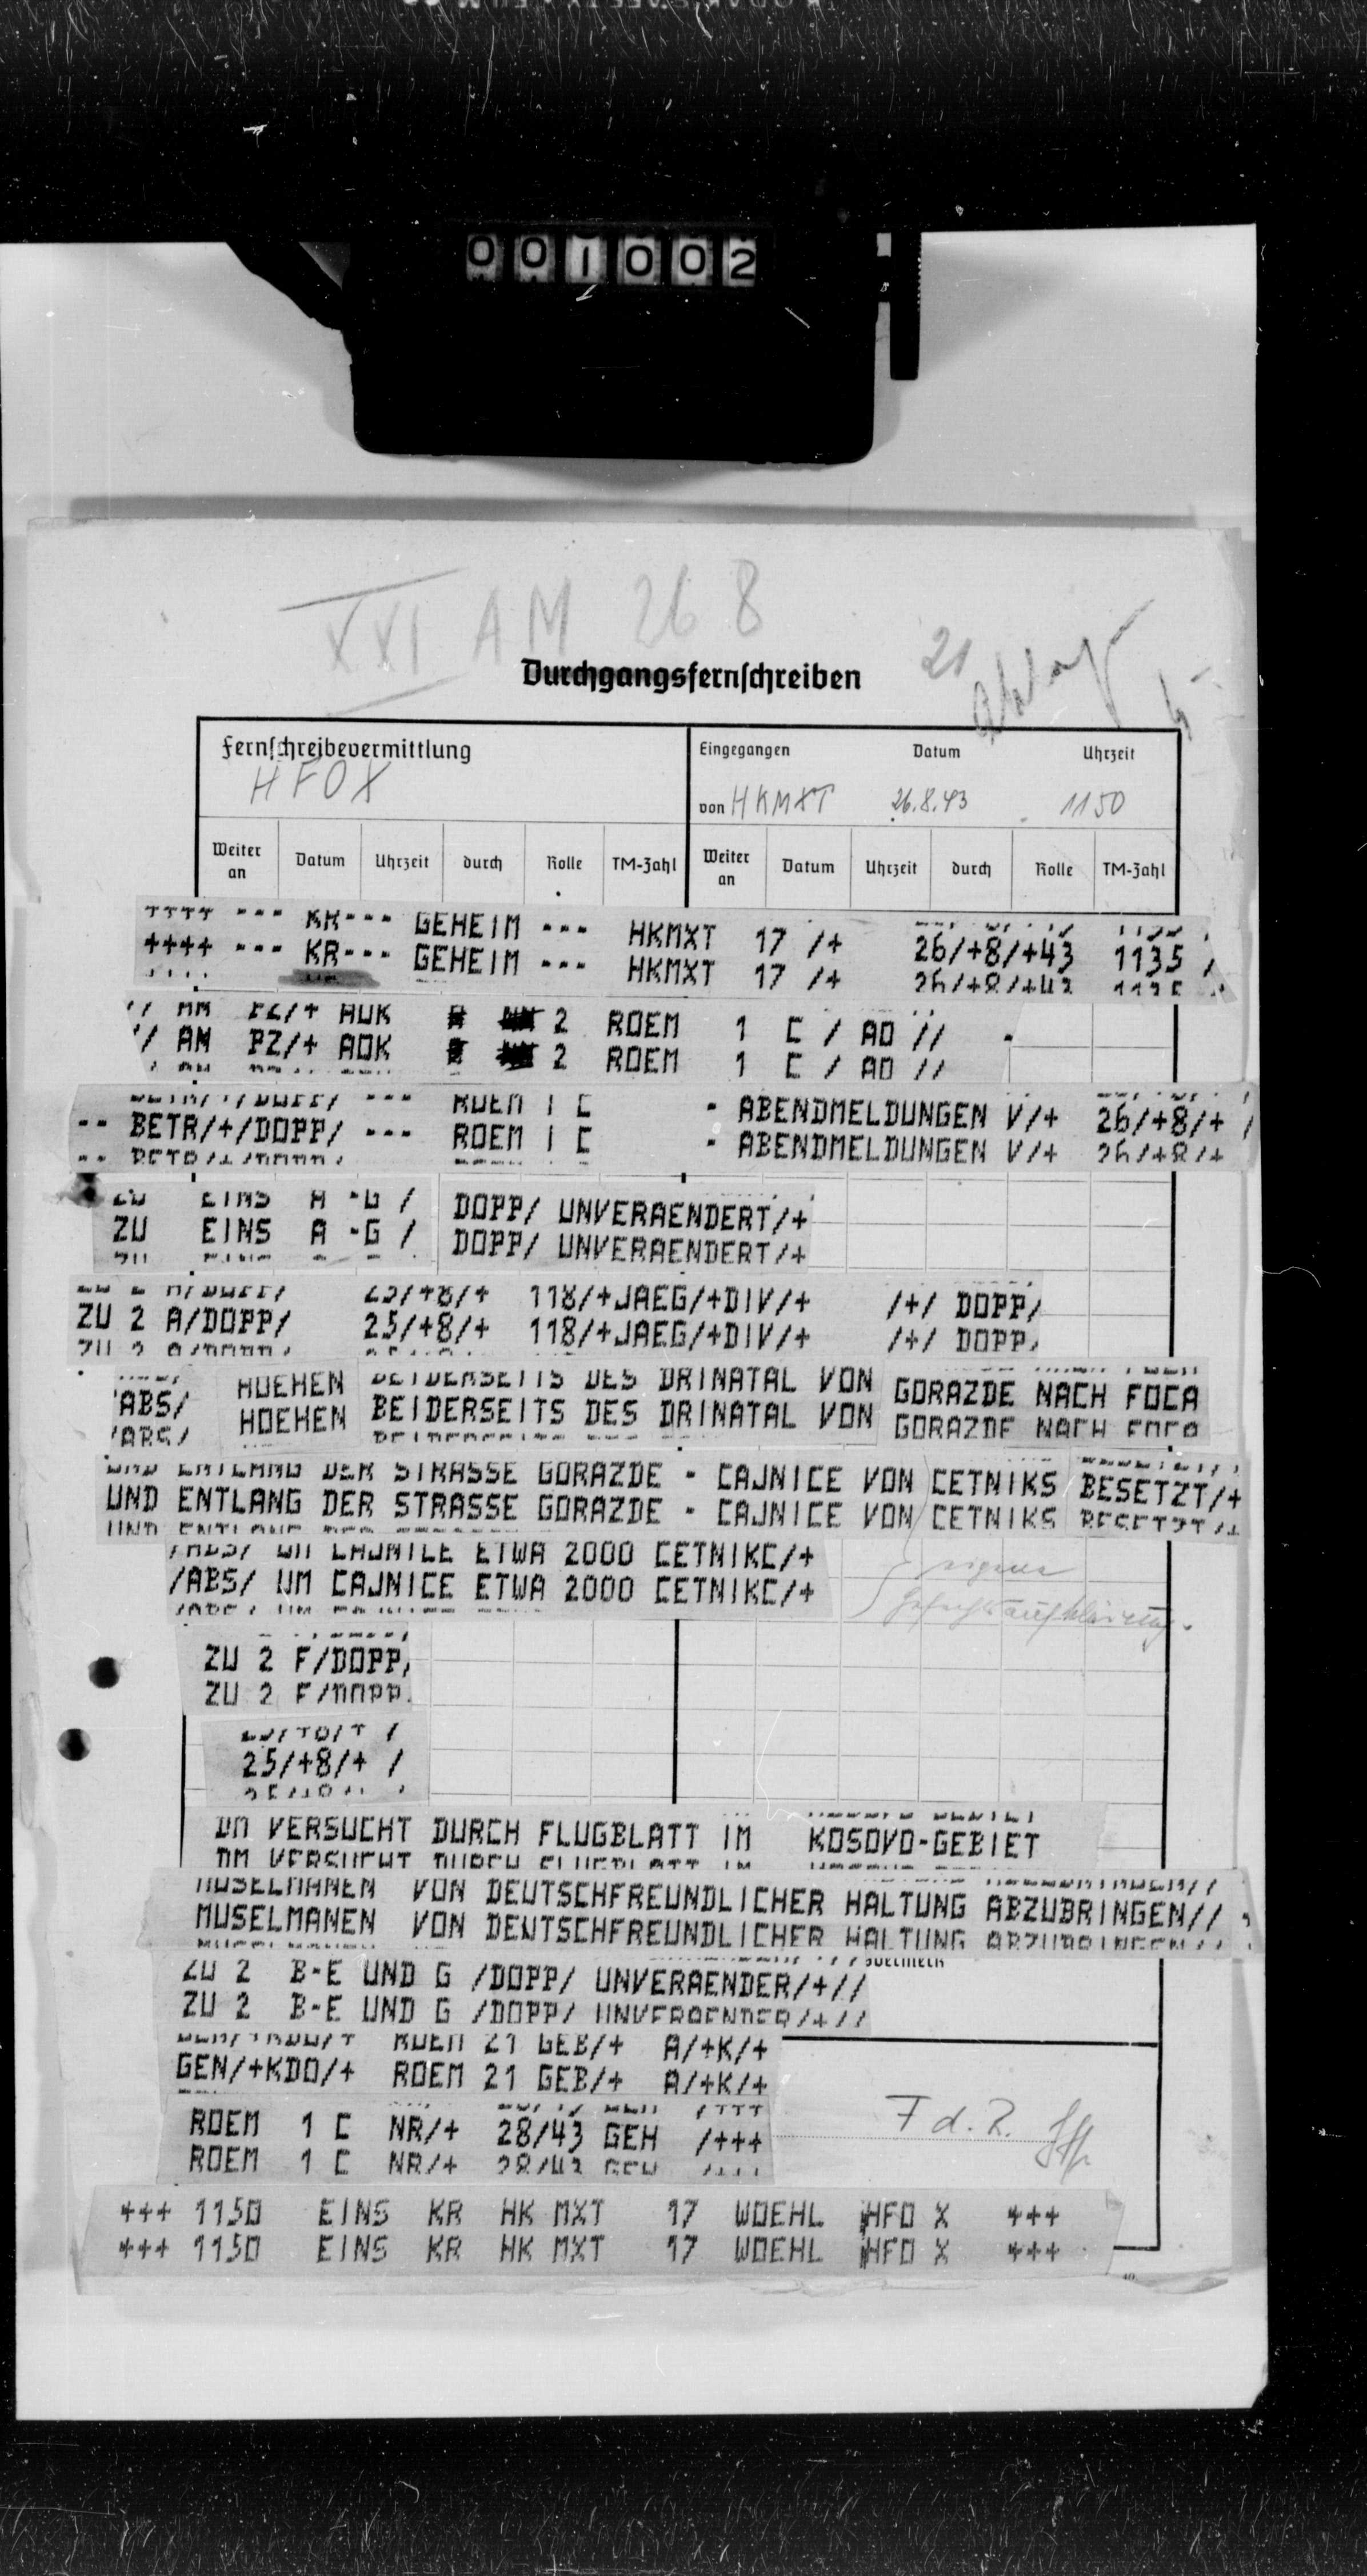 001002
XXI AM 26 8
21
Durchgangsfernschreiben
Fernschreibevermittlung
HFOX
Eingegangen Datum Uhrzeit
von HKMXT 26.8.43 1150
Weiter an Datum Uhrzeit durch Rolle TM-Zahl Weiter an Datum Uhrzeit durch Rolle TM-Zahl
++++ --- KR--- GEHEIM --- HKMXT 17 /+ 26/+8/+43 1135 /
// AM PZ/+ AOK 2 ROEM 1 C / AO //
-- BETR/+/DOPP/ --- ROEM I C - ABENDMELDUNGEN V/+ 26/+8/+ /
ZU EINS A -G / DOPP/ UNVERAENDERT/+
ZU 2 A/DOPP/ 25/+8/+ 118/+JAEG/+DIV/+ /+/ DOPP/
/ABS/ HOEHEN BEIDERSEITS DES DRINATAL VON GORAZDE NACH FOCA
UND ENTLANG DER STRASSE GORAZDE - CAJNICE VON CETNIKS BESETZT/+
/ABS/ UM CAJNICE ETWA 2000 CETNIKC/+
ZU 2 F/DOPP/
25/+8/+ /
DM VERSUCHT DURCH FLUGBLATT IM KOSOVO-GEBIET
MUSELMANEN VON DEUTSCHFREUNDLICHER HALTUNG ABZUBRINGEN//
ZU 2 B-E UND G /DOPP/ UNVERAENDER/+//
GEN/+KDO/+ ROEM 21 GEB/+ A/+K/+
ROEM 1 C NR/+ 28/43 GEH /+++
F d. R.
+++ 1150 EINS KR HK MXT 17 WOEHL HFO X +++